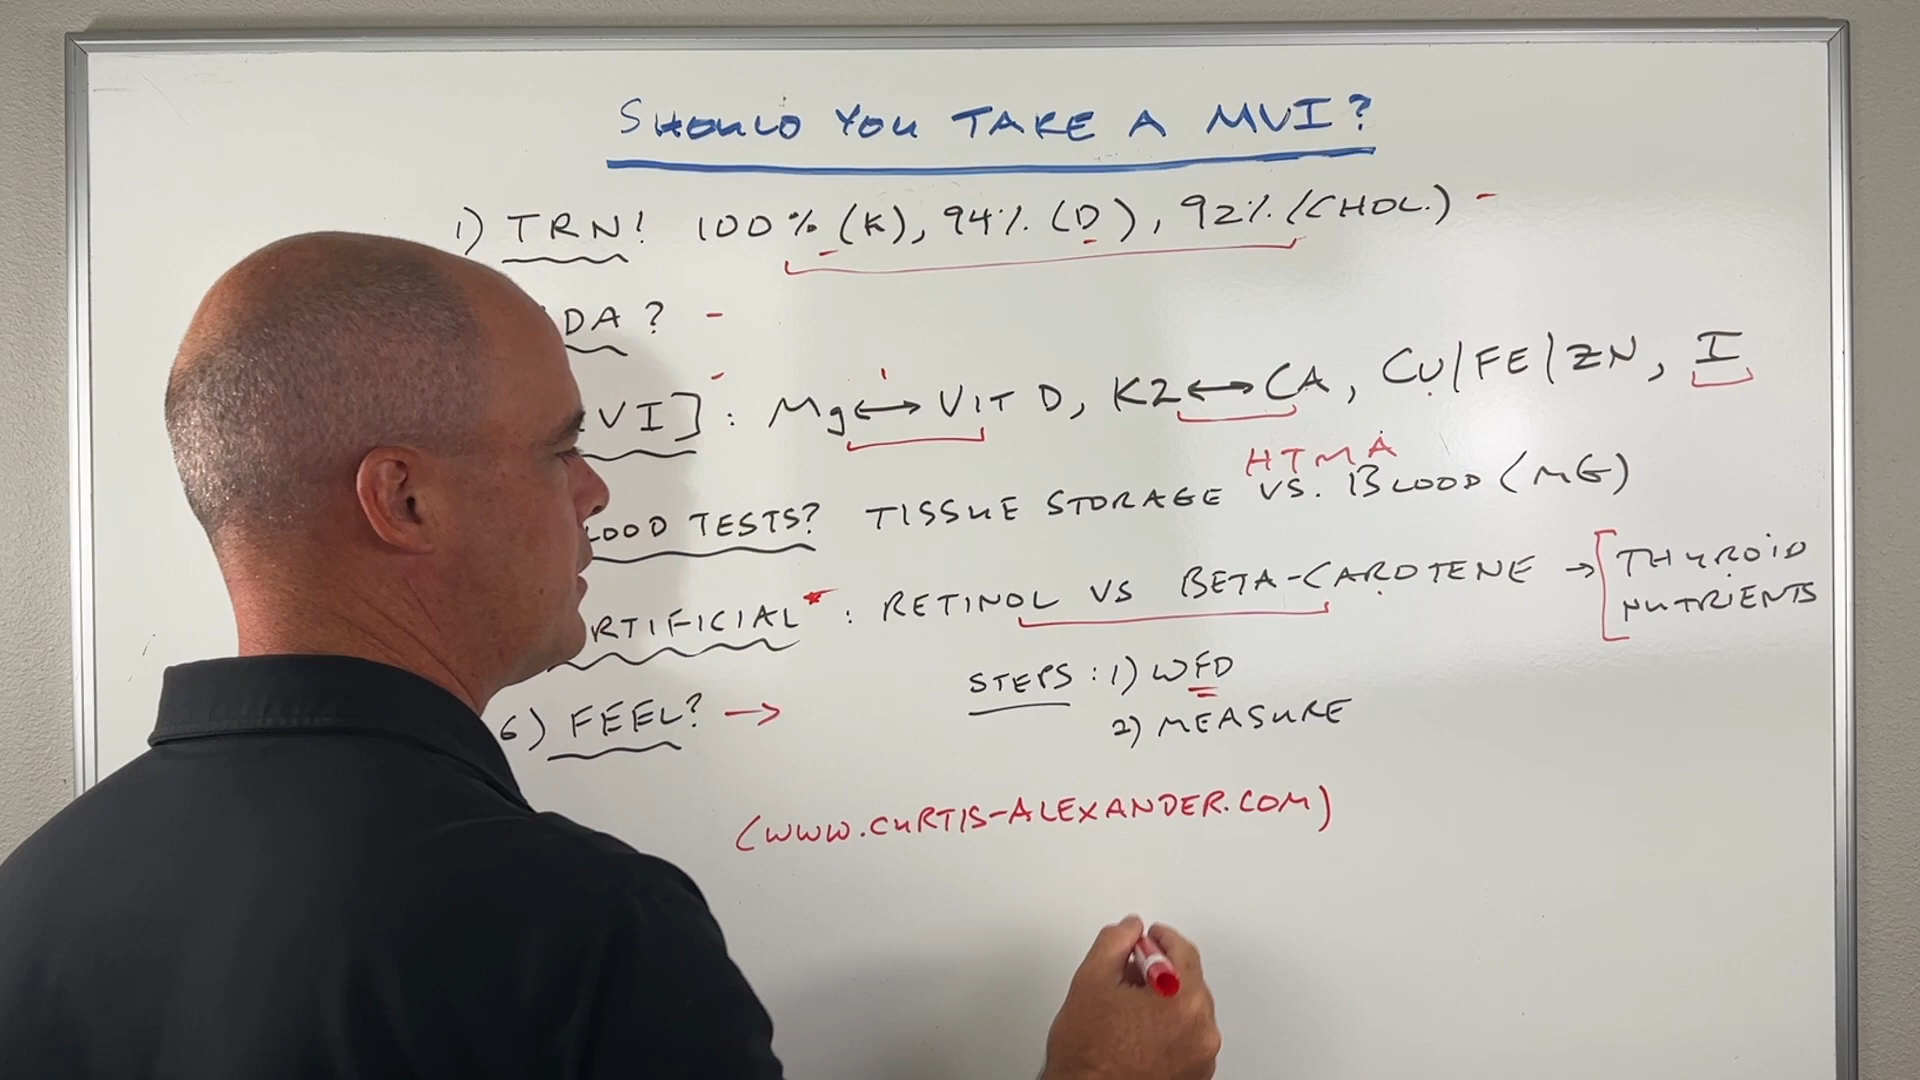 SHOULD YOU TAKE A MVI?
1) TRN! 100% (K), 94% (D), 92% (CHOL.) -
DA? -
VI] : Mg ↔ VIT D, K2 ↔ CA, CU/FE/ZN, I
HTMA
LOOD TESTS? TISSUE STORAGE VS. BLOOD (MG)
RTIFICIAL* : RETINOL VS BETA-CAROTENE → [THYROID
NUTRIENTS
STEPS : 1) WFD
6) FEEL? →
2) MEASURE
(WWW.CURTIS-ALEXANDER.COM)